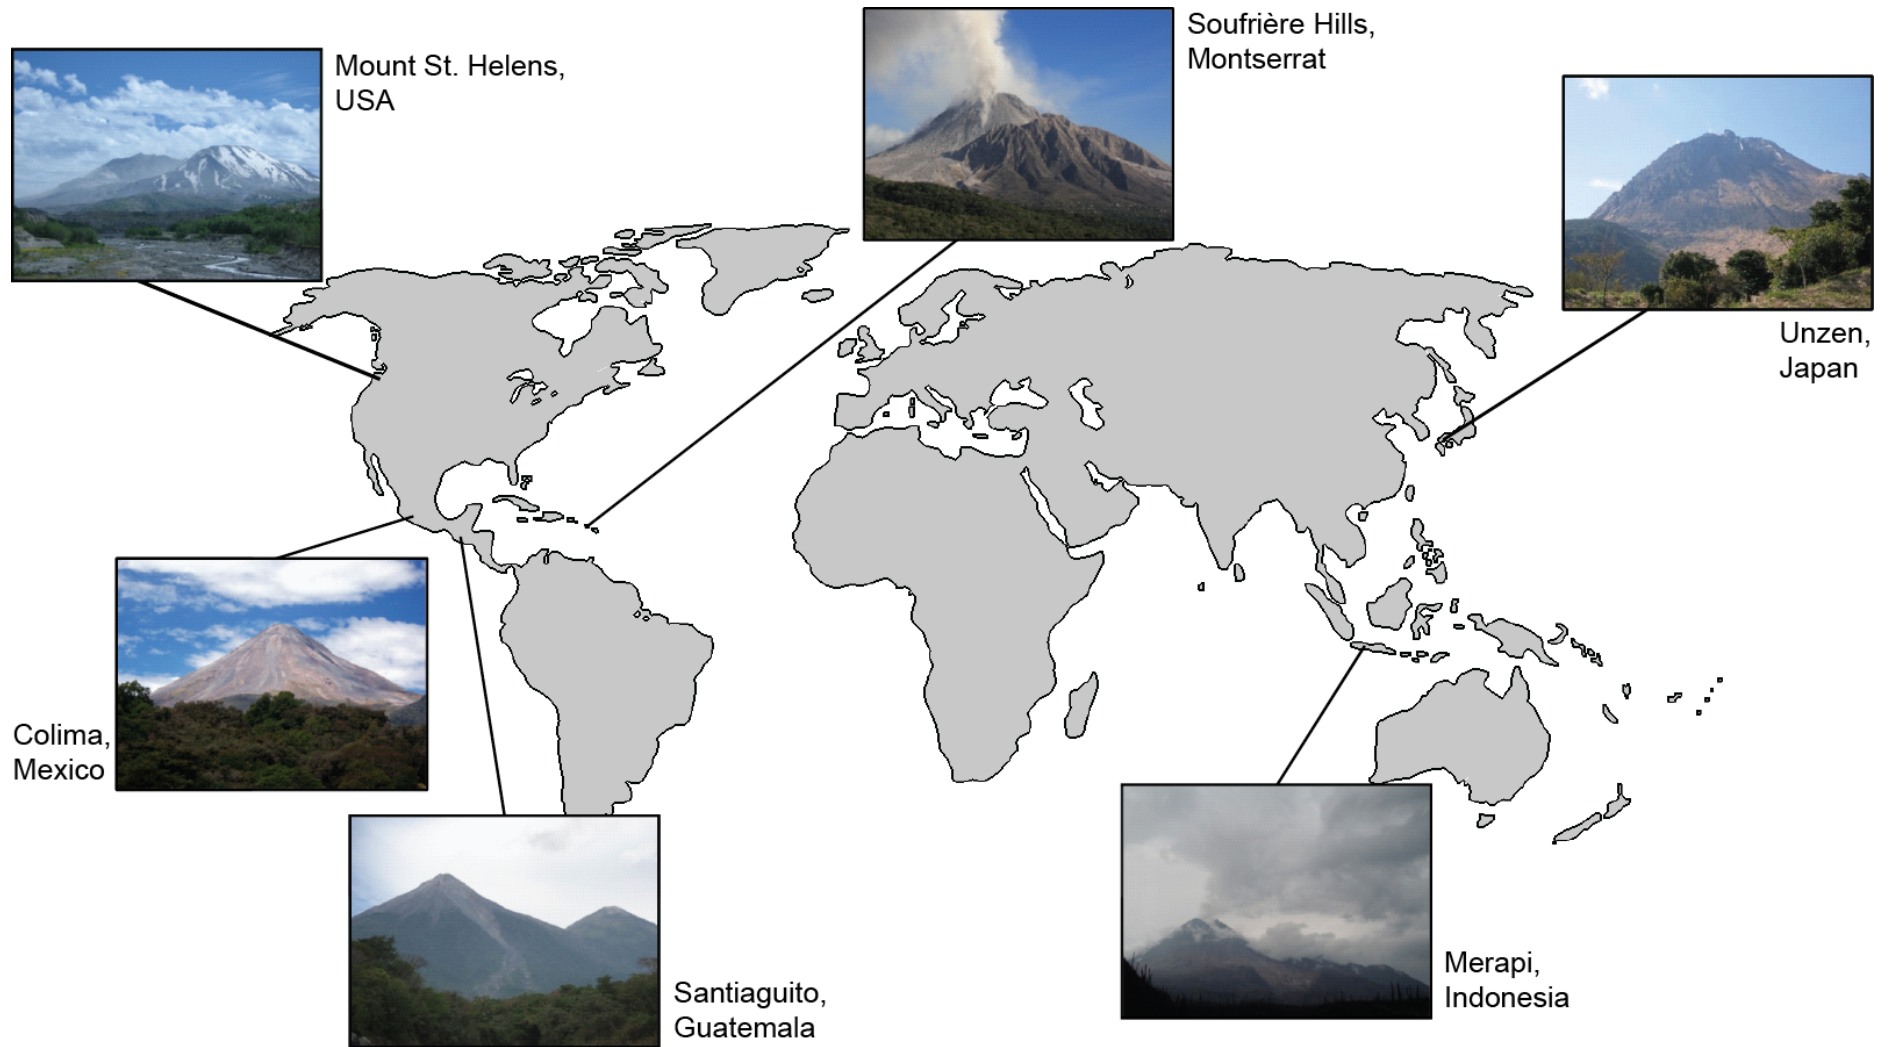 Mount St. Helens,
USA
Soufrière Hills,
Montserrat
Unzen,
Japan
Colima,
Mexico
Santiaguito,
Guatemala
Merapi,
Indonesia